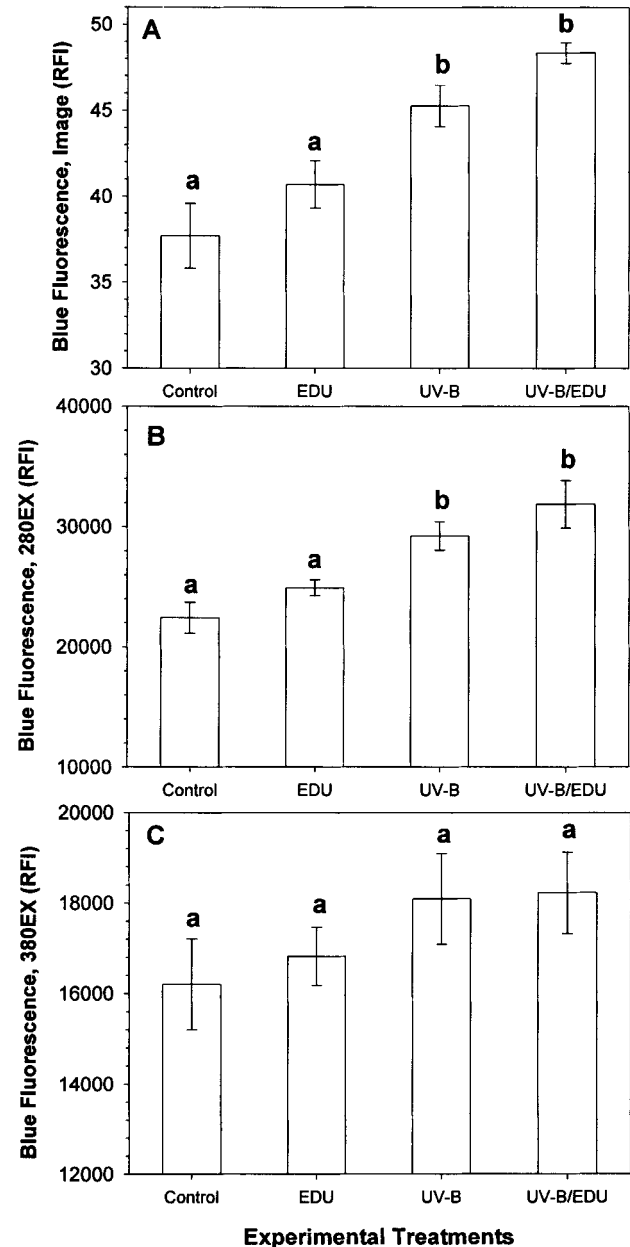 A
Blue Fluorescence, Image (RFI)
50
45
40
35
30
a
a
b
b
Control
EDU
UV-B
UV-B/EDU
B
Blue Fluorescence, 280EX (RFI)
40000
30000
20000
10000
a
a
b
b
Control
EDU
UV-B
UV-B/EDU
C
Blue Fluorescence, 380EX (RFI)
20000
18000
16000
14000
12000
a
a
a
a
Control
EDU
UV-B
UV-B/EDU
Experimental Treatments